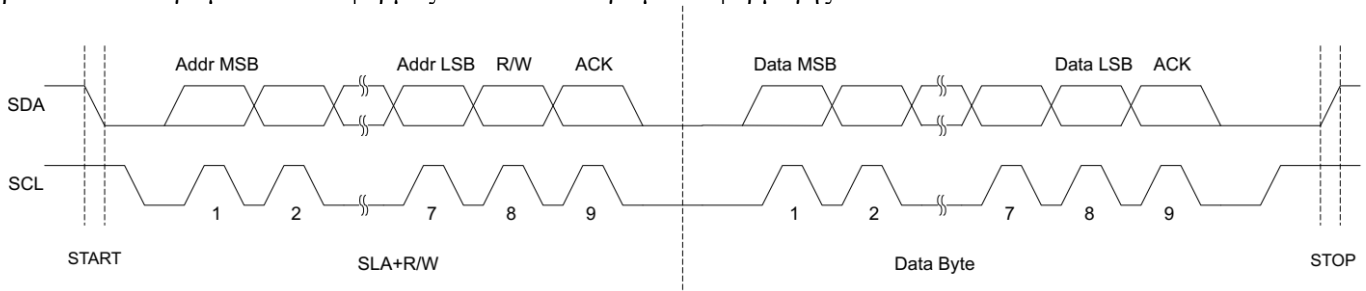 Addr MSB Addr LSB R/W ACK Data MSB Data LSB ACK
SDA
SCL
1 2 7 8 9 1 2 7 8 9
START SLA+R/W Data Byte STOP